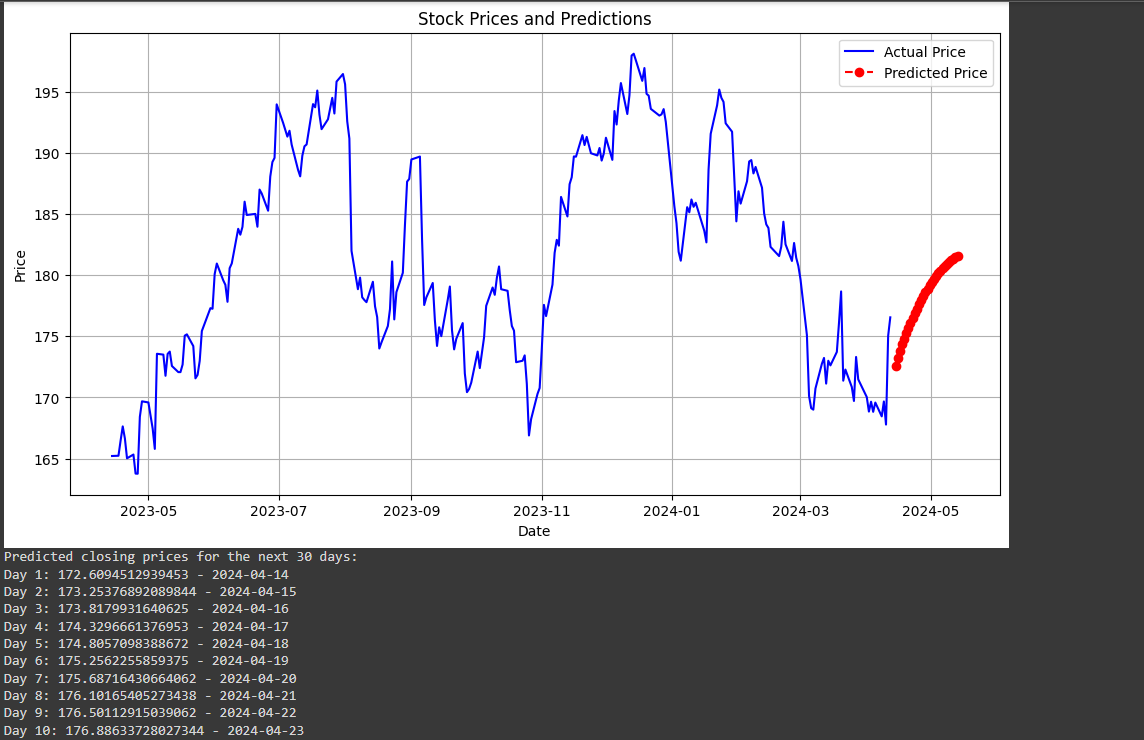 Stock Prices and Predictions
Actual Price
Predicted Price
195
190
185
180
175
170
165
Price
2023-05 2023-07 2023-09 2023-11 2024-01 2024-03 2024-05
Date
Predicted closing prices for the next 30 days:
Day 1: 172.6094512939453 - 2024-04-14
Day 2: 173.25376892089844 - 2024-04-15
Day 3: 173.8179931640625 - 2024-04-16
Day 4: 174.3296661376953 - 2024-04-17
Day 5: 174.8057098388672 - 2024-04-18
Day 6: 175.2562255859375 - 2024-04-19
Day 7: 175.68716430664062 - 2024-04-20
Day 8: 176.10165405273438 - 2024-04-21
Day 9: 176.50112915039062 - 2024-04-22
Day 10: 176.88633728027344 - 2024-04-23